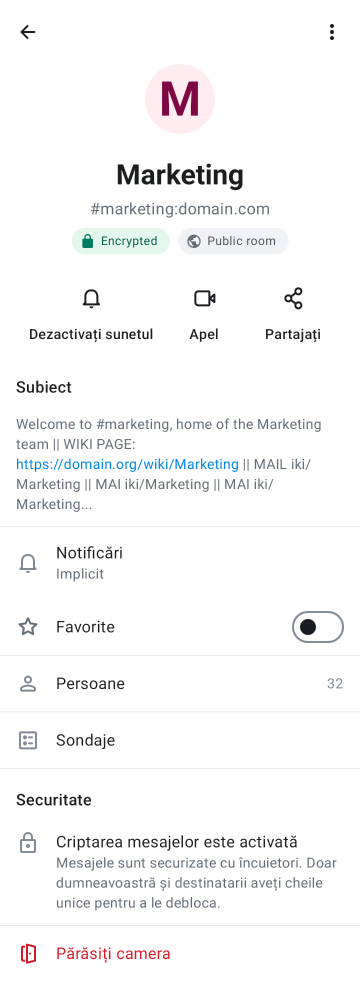 M
Marketing
#marketing:domain.com
Encrypted Public room
Dezactivați sunetul Apel Partajați
Subiect
Welcome to #marketing, home of the Marketing
team || WIKI PAGE:
https://domain.org/wiki/Marketing || MAIL iki/
Marketing || MAI iki/Marketing || MAI iki/
Marketing...
Notificări
Implicit
Favorite
Persoane 32
Sondaje
Securitate
Criptarea mesajelor este activată
Mesajele sunt securizate cu încuietori. Doar
dumneavoastră și destinatarii aveți cheile
unice pentru a le debloca.
Părăsiți camera